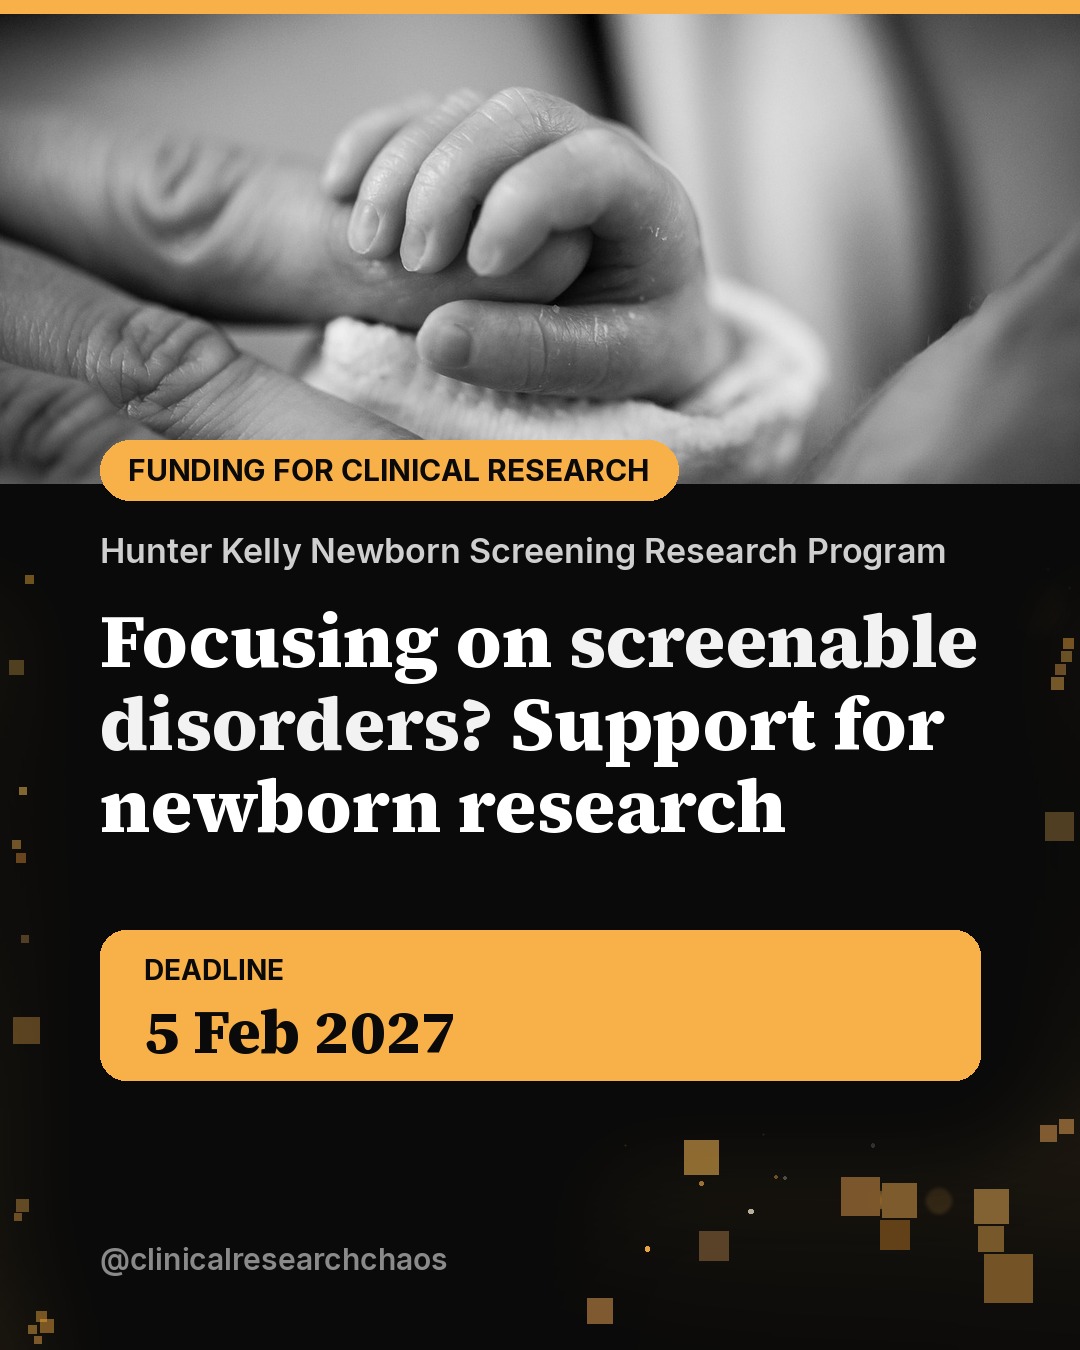 FUNDING FOR CLINICAL RESEARCH
Hunter Kelly Newborn Screening Research Program
Focusing on screenable
disorders? Support for
newborn research
DEADLINE
5 Feb 2027
@clinicalresearchchaos